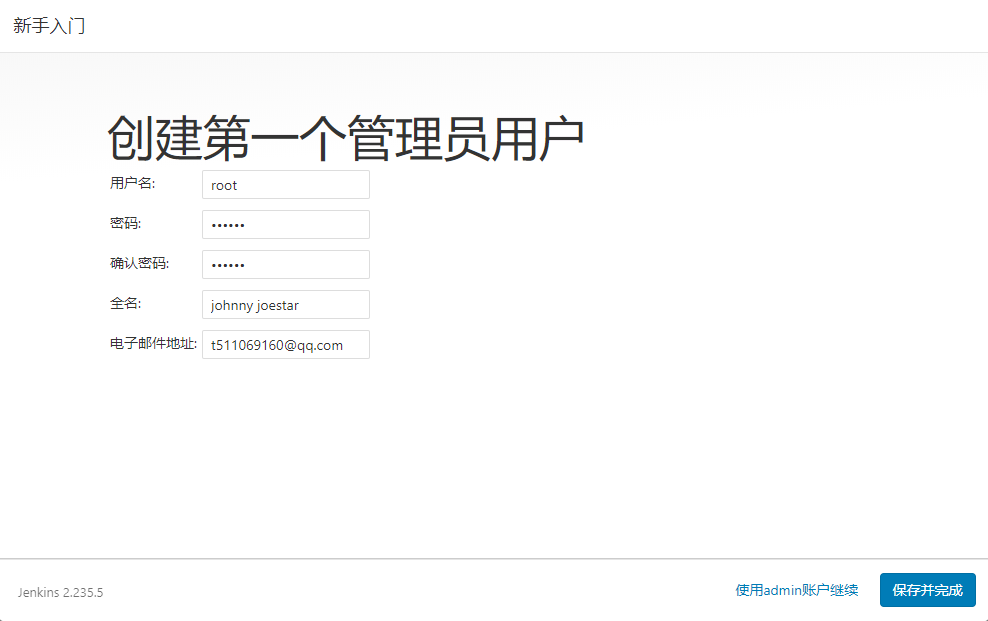 新手入门
创建第一个管理员用户
用户名: root
密码: ••••••
确认密码: ••••••
全名: johnny joestar
电子邮件地址: t511069160@qq.com
Jenkins 2.235.5 使用admin账户继续 保存并完成